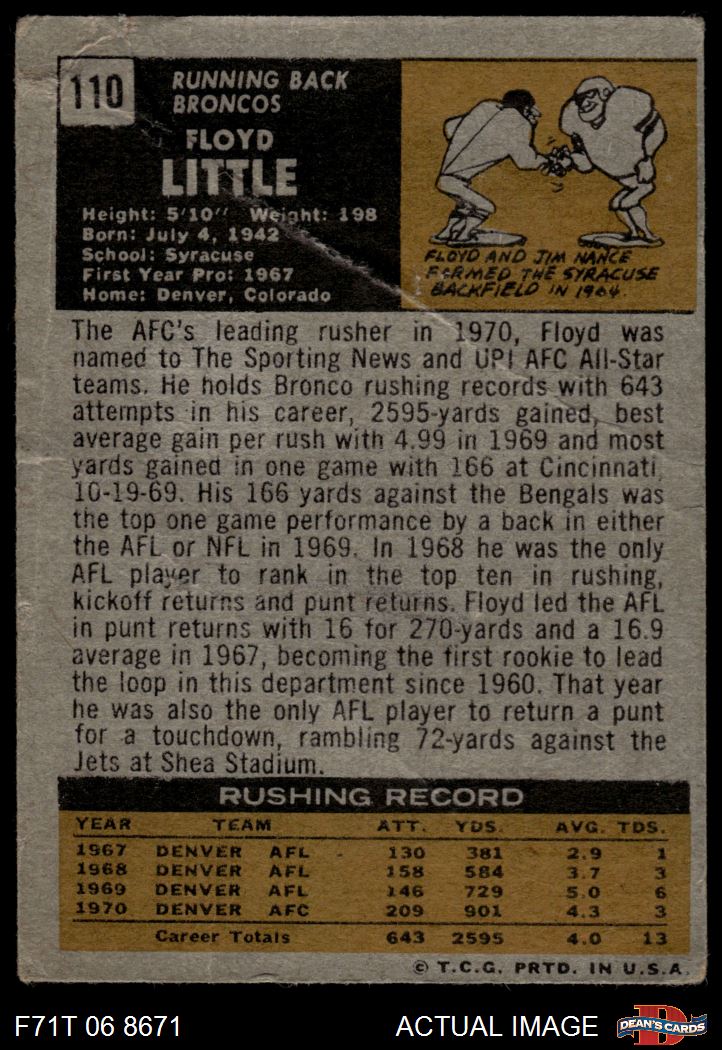 110
RUNNING BACK
BRONCOS
FLOYD
LITTLE
Height: 5'10" Weight: 198
Born: July 4, 1942
School: Syracuse
First Year Pro: 1967
Home: Denver, Colorado
FLOYD AND JIM NANCE
FORMED THE SYRACUSE
BACKFIELD IN 1964.
The AFC's leading rusher in 1970, Floyd was
named to The Sporting News and UPI AFC All-Star
teams. He holds Bronco rushing records with 643
attempts in his career, 2595-yards gained, best
average gain per rush with 4.99 in 1969 and most
yards gained in one game with 166 at Cincinnati,
10-19-69. His 166 yards against the Bengals was
the top one game performance by a back in either
the AFL or NFL in 1969. In 1968 he was the only
AFL player to rank in the top ten in rushing,
kickoff returns and punt returns. Floyd led the AFL
in punt returns with 16 for 270-yards and a 16.9
average in 1967, becoming the first rookie to lead
the loop in this department since 1960. That year
he was also the only AFL player to return a punt
for a touchdown, rambling 72-yards against the
Jets at Shea Stadium.
RUSHING RECORD
YEAR TEAM ATT. YDS. AVG. TDS.
1967 DENVER AFL 130 381 2.9 1
1968 DENVER AFL 158 584 3.7 3
1969 DENVER AFL 146 729 5.0 6
1970 DENVER AFC 209 901 4.3 3
Career Totals 643 2595 4.0 13
© T.C.G. PRTD. IN U.S.A.
F71T 06 8671 ACTUAL IMAGE
D
DEAN'S CARDS